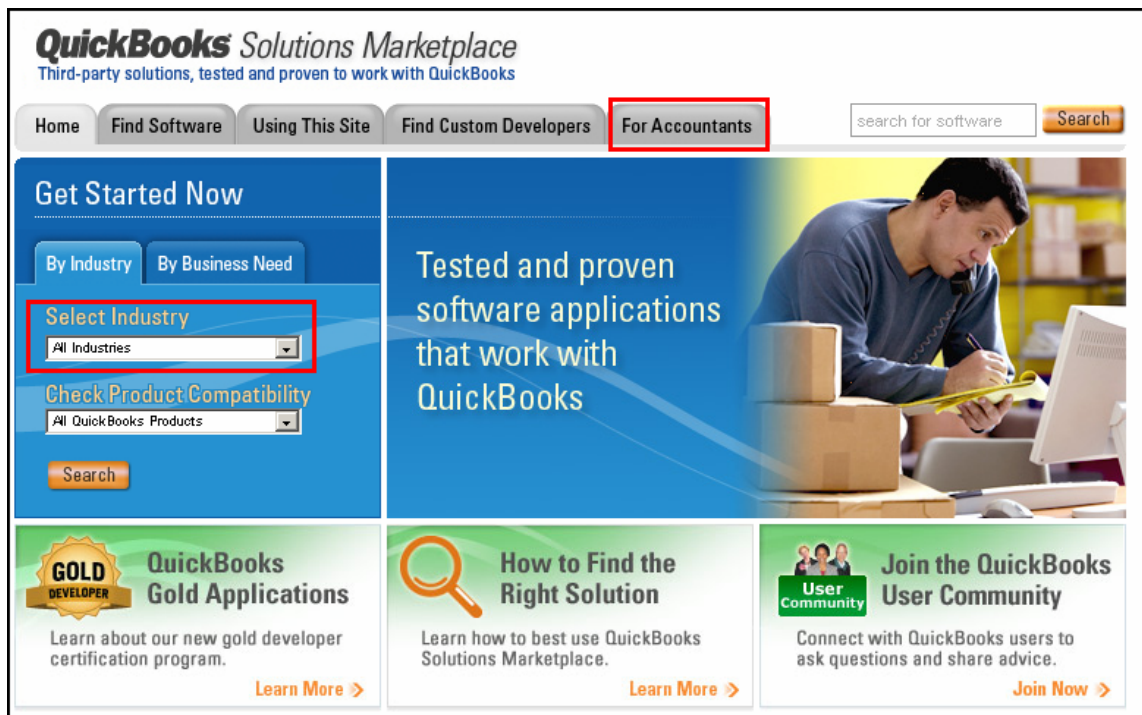 QuickBooks Solutions Marketplace
Third-party solutions, tested and proven to work with QuickBooks
Home Find Software Using This Site Find Custom Developers For Accountants search for software Search
Get Started Now
By Industry By Business Need
Select Industry
All Industries
Check Product Compatibility
All QuickBooks Products
Search
Tested and proven
software applications
that work with
QuickBooks
GOLD
DEVELOPER
QuickBooks
Gold Applications
Learn about our new gold developer
certification program.
Learn More
How to Find the
Right Solution
Learn how to best use QuickBooks
Solutions Marketplace.
Learn More
User
Community
Join the QuickBooks
User Community
Connect with QuickBooks users to
ask questions and share advice.
Join Now